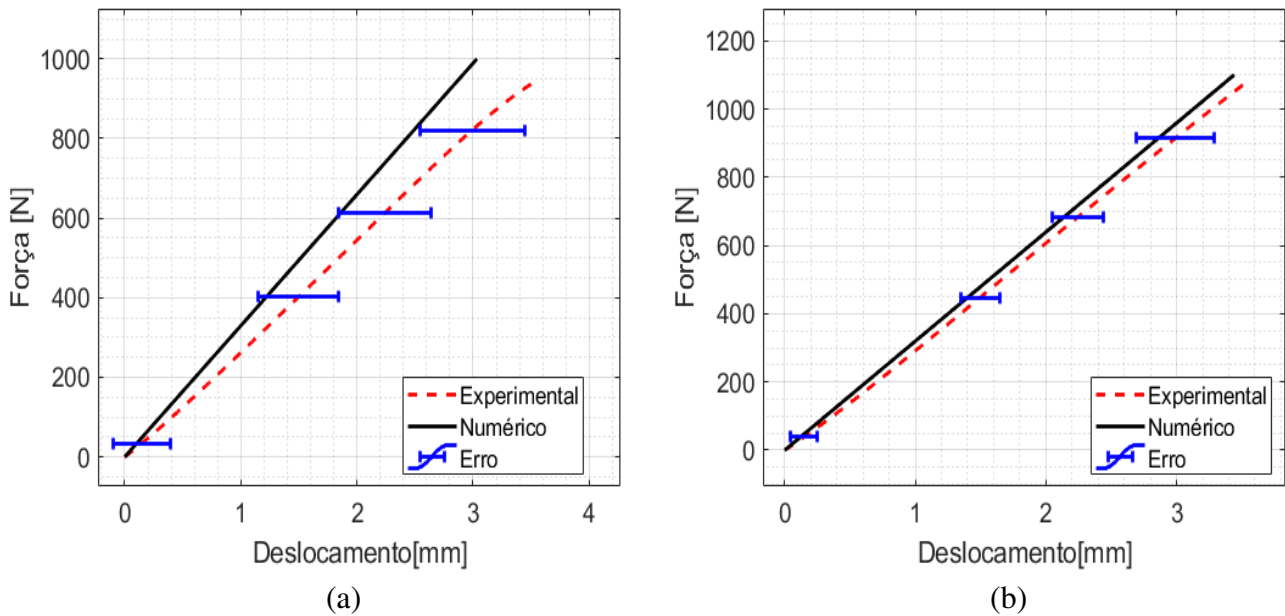 1000
800
600
400
200
0
Força [N]
Experimental
Numérico
Erro
0 1 2 3 4
Deslocamento[mm]
(a)
1200
1000
800
600
400
200
0
Força [N]
Experimental
Numérico
Erro
0 1 2 3
Deslocamento[mm]
(b)